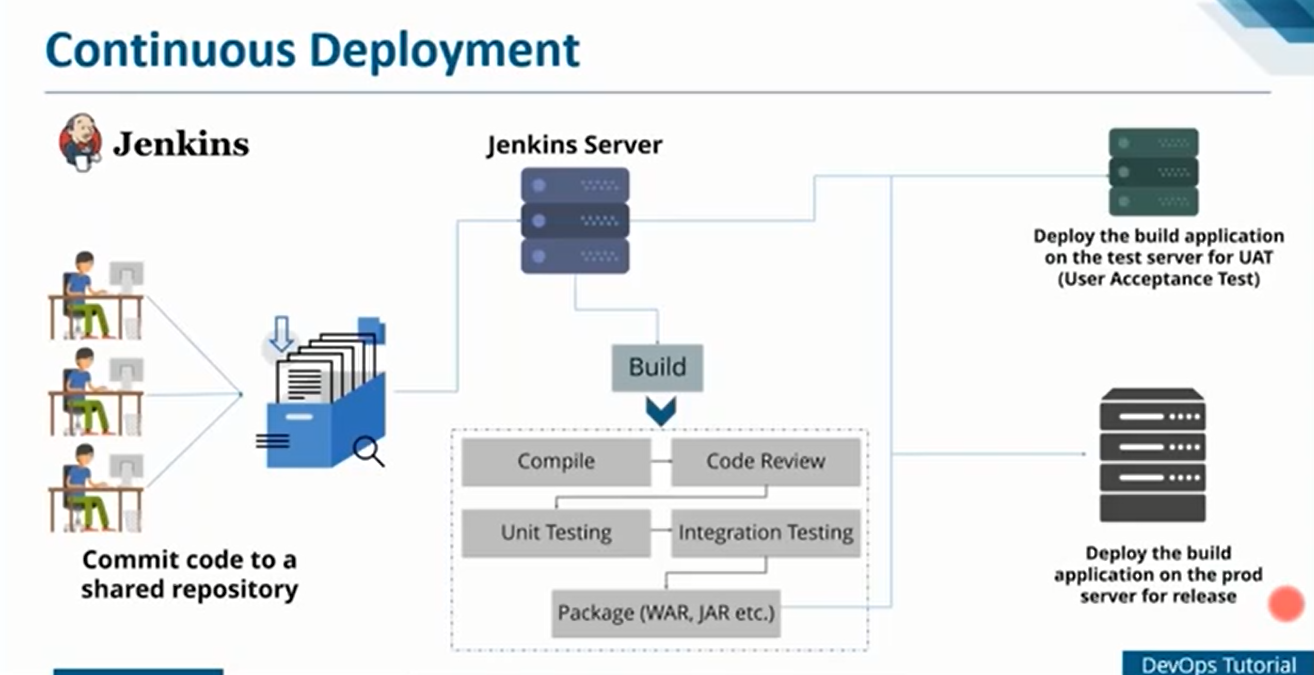 Continuous Deployment
Jenkins
Jenkins Server
Deploy the build application
on the test server for UAT
(User Acceptance Test)
Build
Compile
Code Review
Unit Testing
Integration Testing
Package (WAR, JAR etc.)
Commit code to a
shared repository
Deploy the build
application on the prod
server for release
DevOps Tutorial